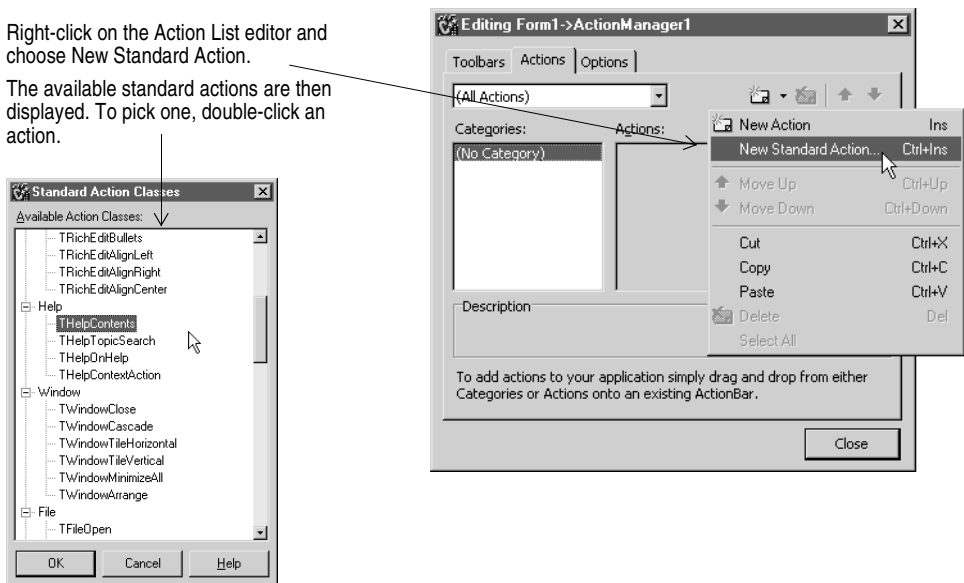 Right-click on the Action List editor and
choose New Standard Action.
The available standard actions are then
displayed. To pick one, double-click an
action.
Standard Action Classes
Available Action Classes:
TRichEditBullets
TRichEditAlignLeft
TRichEditAlignRight
TRichEditAlignCenter
Help
THelpContents
THelpTopicSearch
THelpOnHelp
THelpContextAction
Window
TWindowClose
TWindowCascade
TWindowTileHorizontal
TWindowTileVertical
TWindowMinimizeAll
TWindowArrange
File
TFileOpen
OK Cancel Help
Editing Form1->ActionManager1
Toolbars Actions Options
(All Actions)
Categories: Actions:
(No Category)
New Action Ins
New Standard Action... Ctrl+Ins
Move Up Ctrl+Up
Move Down Ctrl+Down
Cut Ctrl+X
Copy Ctrl+C
Paste Ctrl+V
Delete Del
Select All
Description
To add actions to your application simply drag and drop from either
Categories or Actions onto an existing ActionBar.
Close